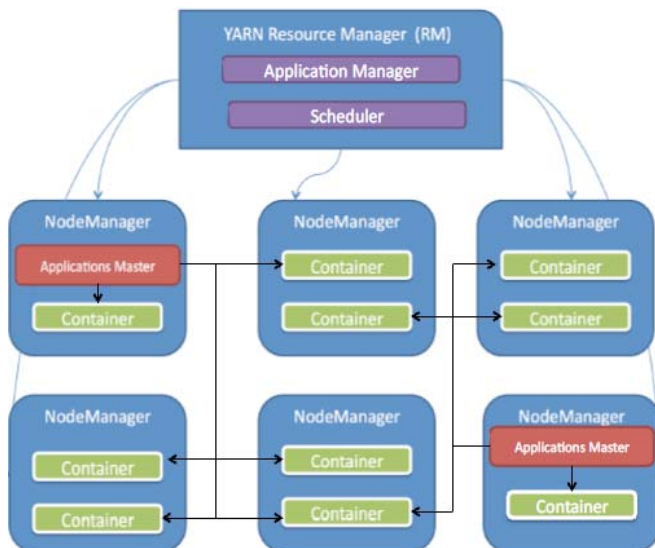 YARN Resource Manager (RM)
Application Manager
Scheduler
NodeManager
Applications Master
Container
NodeManager
Container
Container
NodeManager
Container
Container
NodeManager
Container
Container
NodeManager
Container
Container
NodeManager
Applications Master
Container